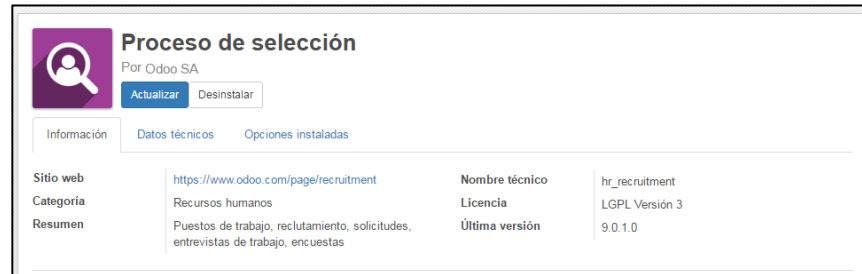 Proceso de selección
Por Odoo SA
Actualizar Desinstalar
Información Datos técnicos Opciones instaladas
Sitio web https://www.odoo.com/page/recruitment Nombre técnico hr_recruitment
Categoría Recursos humanos Licencia LGPL Versión 3
Resumen Puestos de trabajo, reclutamiento, solicitudes, Última versión 9.0.1.0
entrevistas de trabajo, encuestas